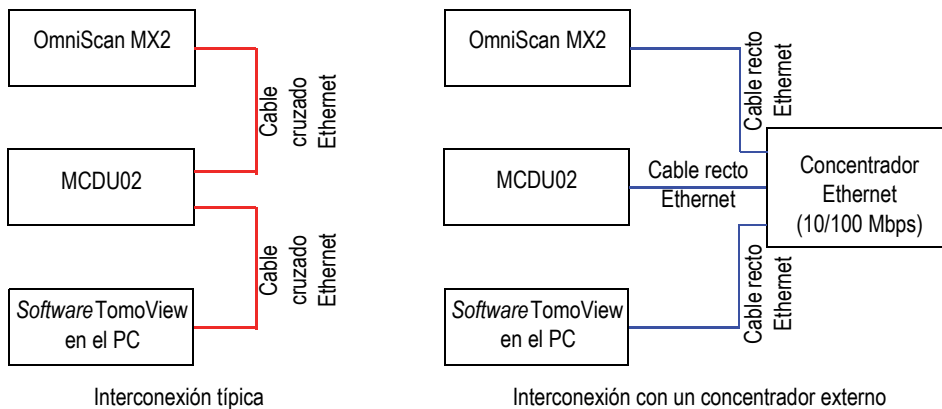 OmniScan MX2
Cable
cruzado
Ethernet
MCDU02
Cable
cruzado
Ethernet
Software TomoView
en el PC
Interconexión típica
OmniScan MX2
Cable recto
Ethernet
MCDU02
Cable recto
Ethernet
Concentrador
Ethernet
(10/100 Mbps)
Cable recto
Ethernet
Software TomoView
en el PC
Interconexión con un concentrador externo